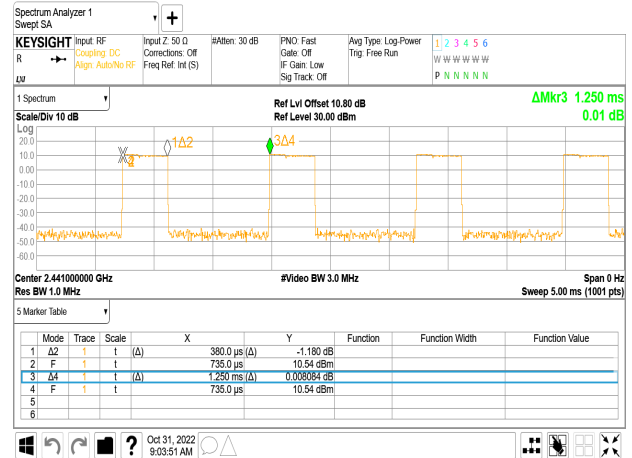 Spectrum Analyzer 1
Swept SA
KEYSIGHT Input: RF Input Z: 50 Ω #Atten: 30 dB PNO: Fast Avg Type: Log-Power 1 2 3 4 5 6
R Coupling: DC Corrections: Off Gate: Off Trig: Free Run W W W W W W
Align: Auto/No RF Freq Ref: Int (S) IF Gain: Low
Sig Track: Off P N N N N N
1 Spectrum ΔMkr3 1.250 ms
Ref Lvl Offset 10.80 dB
Scale/Div 10 dB Ref Level 30.00 dBm 0.01 dB
Log
20.0 1Δ2 3Δ4
10.0
0.00
-10.0
-20.0
-30.0
-40.0
-50.0
-60.0
Center 2.441000000 GHz #Video BW 3.0 MHz Span 0 Hz
Res BW 1.0 MHz Sweep 5.00 ms (1001 pts)
5 Marker Table
Mode Trace Scale X Y Function Function Width Function Value
1 Δ2 1 t (Δ) 380.0 µs (Δ) -1.180 dB
2 F 1 t 735.0 µs 10.54 dBm
3 Δ4 1 t (Δ) 1.250 ms (Δ) 0.008084 dB
4 F 1 t 735.0 µs 10.54 dBm
5
6
? Oct 31, 2022
9:03:51 AM